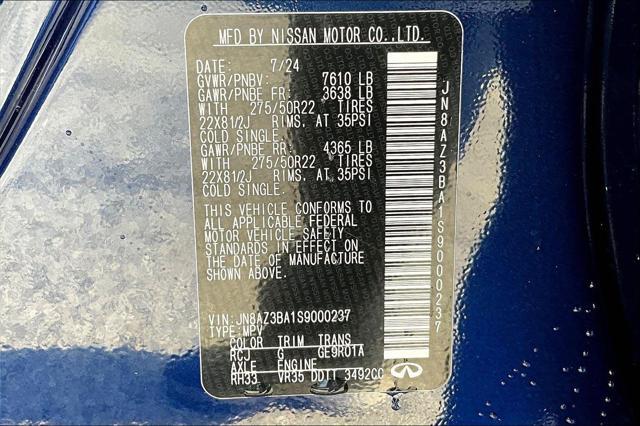 MFD BY NISSAN MOTOR CO.,LTD.
DATE: 7/24
GVWR/PNBV: 7610 LB
GAWR/PNBE FR: 3638 LB
WITH 275/50R22 TIRES
22X81/2J RIMS, AT 35PSI
COLD SINGLE.
GAWR/PNBE RR: 4365 LB
WITH 275/50R22 TIRES
22X81/2J RIMS, AT 35PSI
COLD SINGLE.
THIS VEHICLE CONFORMS TO
ALL APPLICABLE FEDERAL
MOTOR VEHICLE SAFETY
STANDARDS IN EFFECT ON
THE DATE OF MANUFACTURE
SHOWN ABOVE.
VIN:JN8AZ3BA1S9000237
TYPE:MPV
COLOR TRIM TRANS
RCJ G GE9R01A
AXLE ENGINE
RH33 VR35 DDTT 3492CC
JN8AZ3BA1S9000237